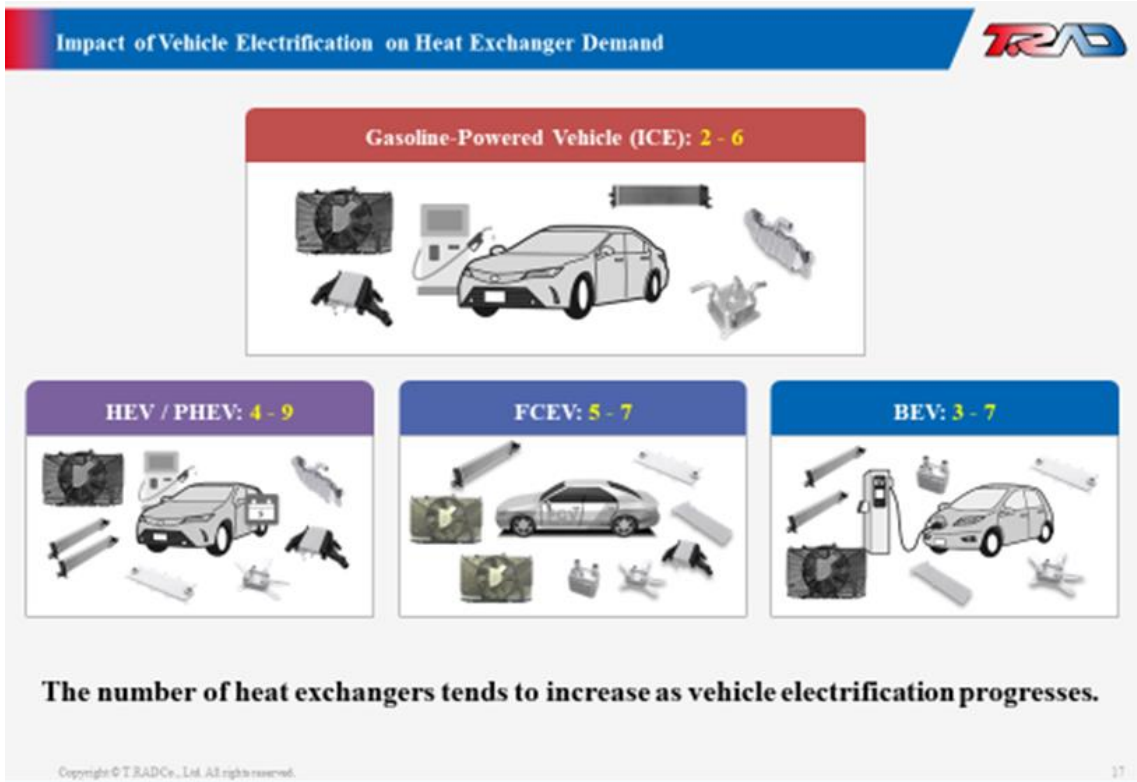 Impact of Vehicle Electrification on Heat Exchanger Demand
T.RAD
Gasoline-Powered Vehicle (ICE): 2 - 6
HEV / PHEV: 4 - 9
FCEV: 5 - 7
BEV: 3 - 7
The number of heat exchangers tends to increase as vehicle electrification progresses.
Copyright © T.RAD Co., Ltd. All rights reserved.
17